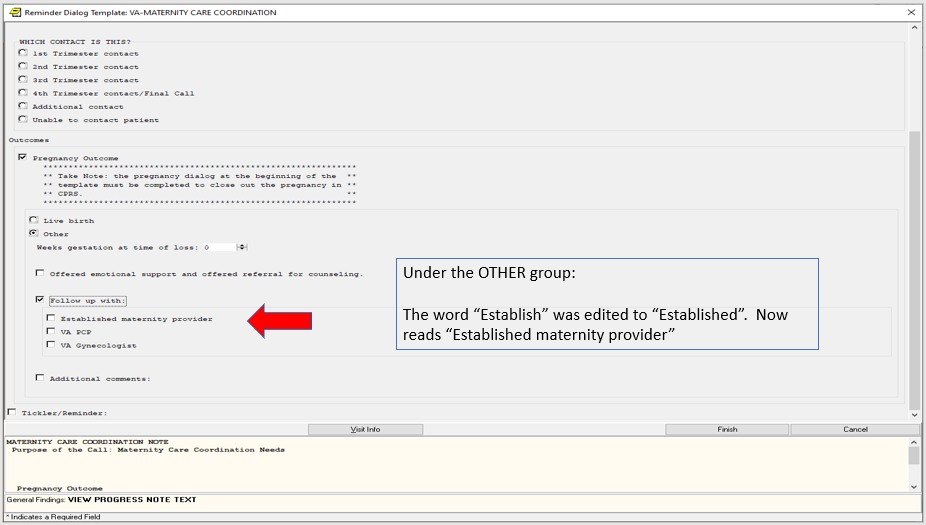 Reminder Dialog Template: VA-MATERNITY CARE COORDINATION
WHICH CONTACT IS THIS?
1st Trimester contact
2nd Trimester contact
3rd Trimester contact
4th Trimester contact/Final Call
Additional contact
Unable to contact patient
Outcomes
Pregnancy Outcome
*************************************************************
** Take Note: the pregnancy dialog at the beginning of the **
** template must be completed to close out the pregnancy in **
** CPRS. **
*************************************************************
Live birth
Other
Weeks gestation at time of loss: 0
Offered emotional support and offered referral for counseling.
Follow up with:
Established maternity provider
VA PCP
VA Gynecologist
Additional comments:
Under the OTHER group:
The word “Establish” was edited to “Established”. Now
reads “Established maternity provider”
Tickler/Reminder:
Visit Info
Finish
Cancel
MATERNITY CARE COORDINATION NOTE
Purpose of the Call: Maternity Care Coordination Needs
Pregnancy Outcome
General Findings: VIEW PROGRESS NOTE TEXT
* Indicates a Required Field